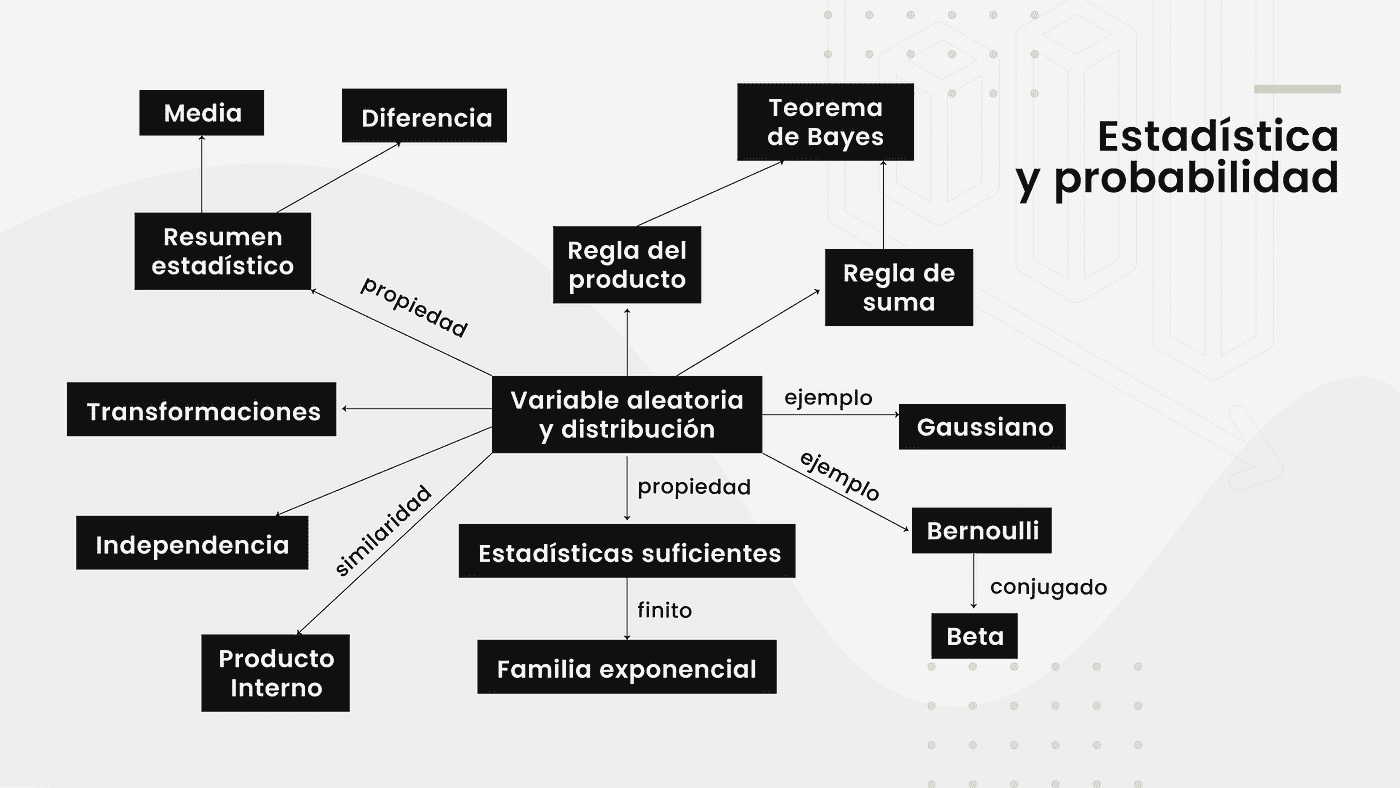 Estadística
y probabilidad
Media
Diferencia
Teorema
de Bayes
Resumen
estadístico
Regla del
producto
Regla de
suma
propiedad
Transformaciones
Variable aleatoria
y distribución
ejemplo
Gaussiano
ejemplo
propiedad
similaridad
Independencia
Estadísticas suficientes
Bernoulli
conjugado
finito
Beta
Producto
Interno
Familia exponencial